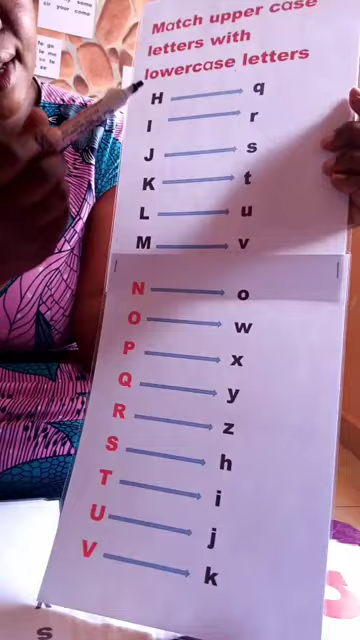 Match upper case
letters with
lowercase letters
H q
I r
J s
K t
L u
M v
N o
O w
P x
Q y
R z
S h
T i
U j
V k
s